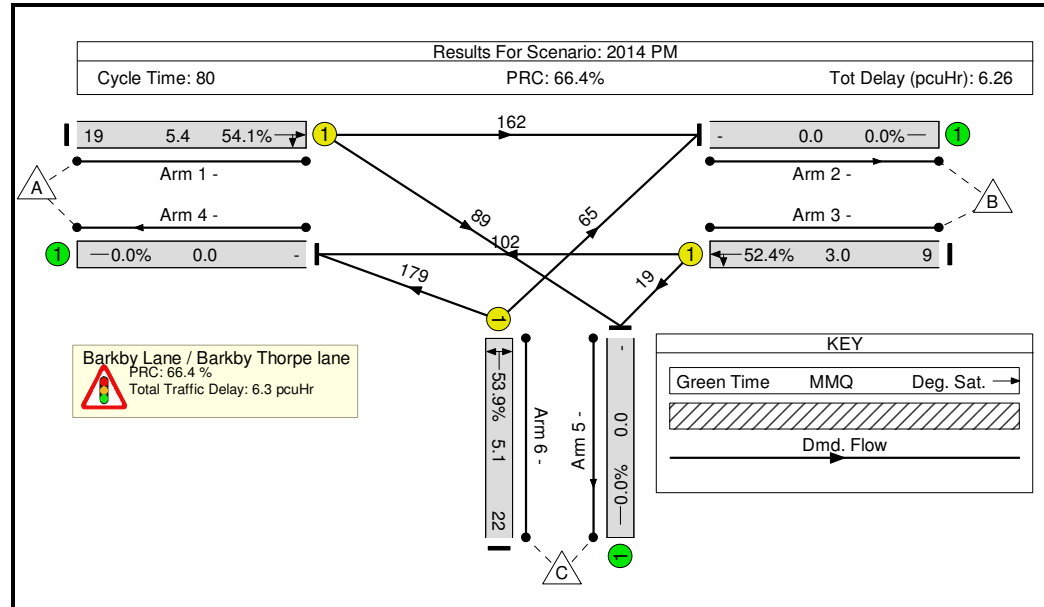 Results For Scenario: 2014 PM
Cycle Time: 80 PRC: 66.4% Tot Delay (pcuHr): 6.26
19 5.4 54.1% 1 162 - 0.0 0.0% 1
A Arm 1 - Arm 2 - B
Arm 4 - 89 65 Arm 3 -
1 0.0% 0.0 - 102 1 52.4% 3.0 9
179 19
1
Barkby Lane / Barkby Thorpe lane
PRC: 66.4 %
Total Traffic Delay: 6.3 pcuHr
53.9% 5.1 22
Arm 6 -
Arm 5 -
- 0.0 0.0%
1
C
KEY
Green Time MMQ Deg. Sat.
Dmd. Flow